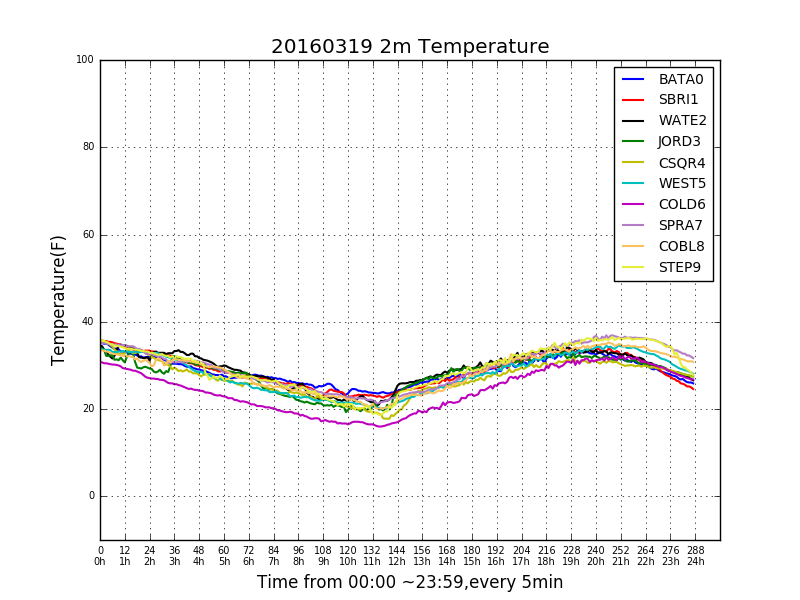 20160319 2m Temperature
100
80
60
40
20
0
Temperature(F)
BATA0
SBRI1
WATE2
JORD3
CSQR4
WEST5
COLD6
SPRA7
COBL8
STEP9
0 12 24 36 48 60 72 84 96 108 120 132 144 156 168 180 192 204 216 228 240 252 264 276 288
0h 1h 2h 3h 4h 5h 6h 7h 8h 9h 10h 11h 12h 13h 14h 15h 16h 17h 18h 19h 20h 21h 22h 23h 24h
Time from 00:00 ~23:59,every 5min